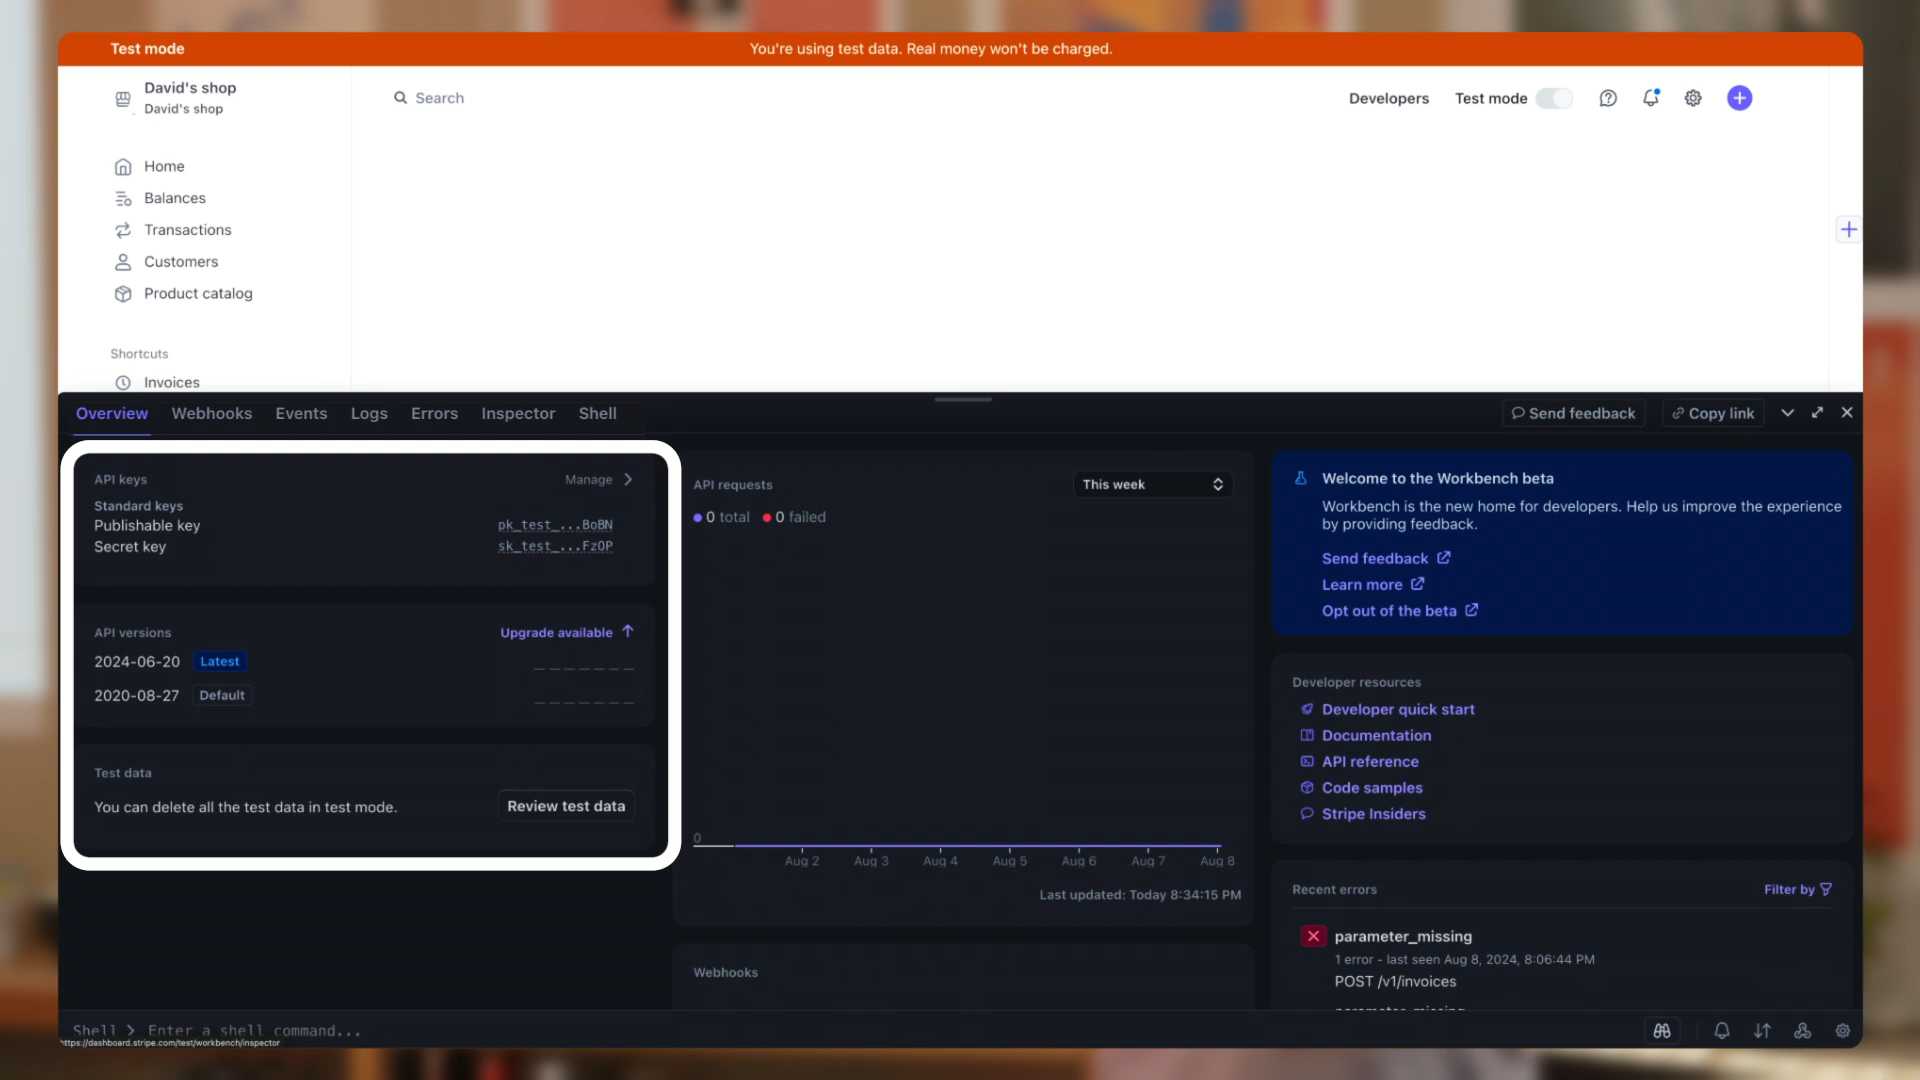 Test mode
You're using test data. Real money won't be charged.
David's shop
David's shop
Search
Developers
Test mode
Home
Balances
Transactions
Customers
Product catalog
Shortcuts
Invoices
Overview
Webhooks
Events
Logs
Errors
Inspector
Shell
Send feedback
Copy link
API keys
Manage
Standard keys
Publishable key
pk_test_...BoBN
Secret key
sk_test_...FzOP
API versions
Upgrade available
2024-06-20 Latest
2020-08-27 Default
Test data
You can delete all the test data in test mode.
Review test data
API requests
This week
0 total
0 failed
0
Aug 2
Aug 3
Aug 4
Aug 5
Aug 6
Aug 7
Aug 8
Last updated: Today 8:34:15 PM
Webhooks
Welcome to the Workbench beta
Workbench is the new home for developers. Help us improve the experience
by providing feedback.
Send feedback
Learn more
Opt out of the beta
Developer resources
Developer quick start
Documentation
API reference
Code samples
Stripe Insiders
Recent errors
Filter by
parameter_missing
1 error - last seen Aug 8, 2024, 8:06:44 PM
POST /v1/invoices
parameter_missing
Shell > Enter a shell command...
https://dashboard.stripe.com/test/workbench/inspector